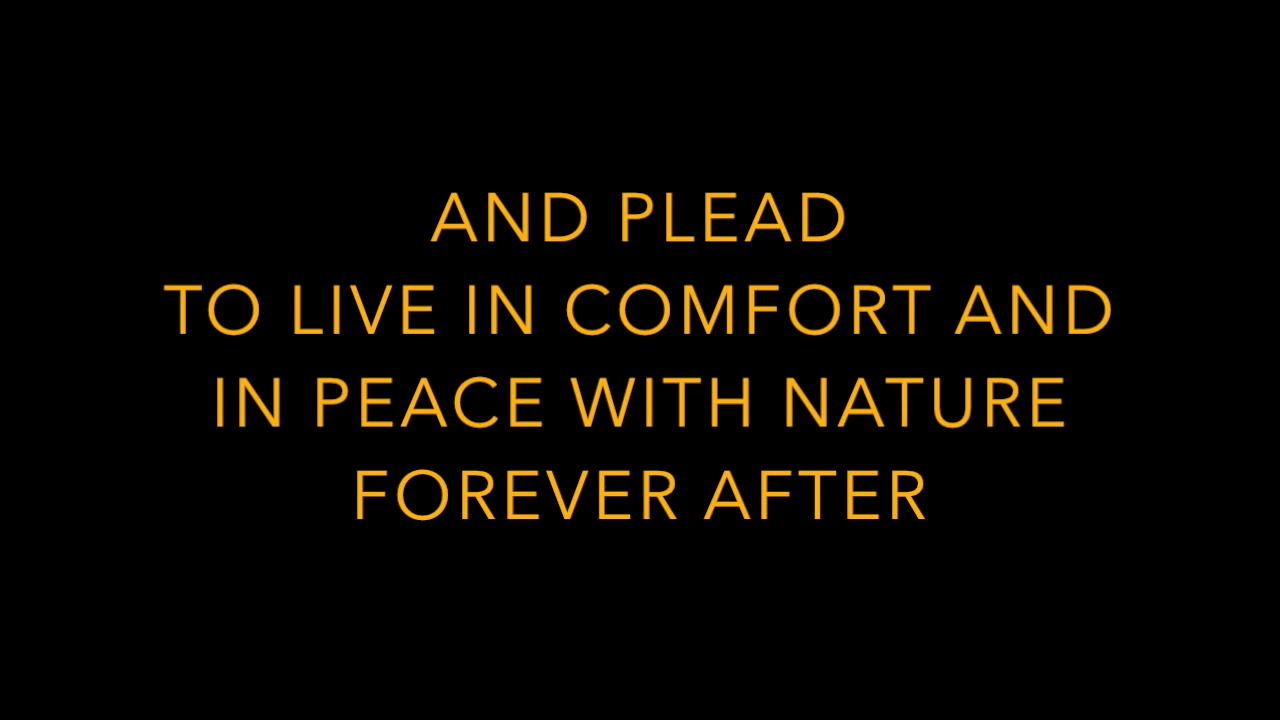 AND PLEAD
TO LIVE IN COMFORT AND
IN PEACE WITH NATURE
FOREVER AFTER